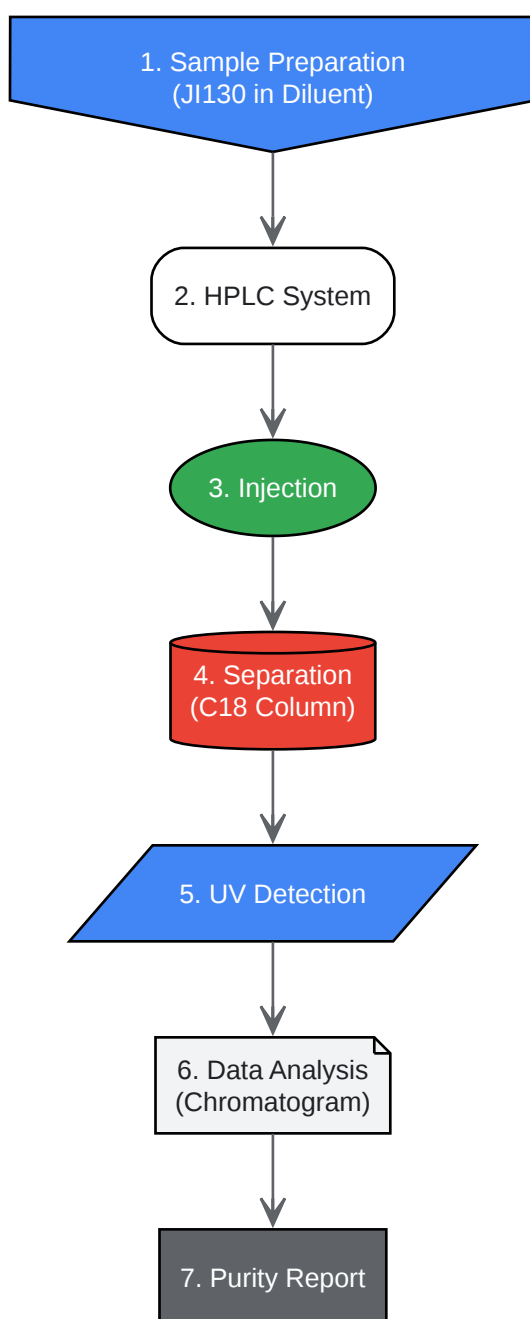 1. Sample Preparation
(JI130 in Diluent)
2. HPLC System
3. Injection
4. Separation
(C18 Column)
5. UV Detection
6. Data Analysis
(Chromatogram)
7. Purity Report